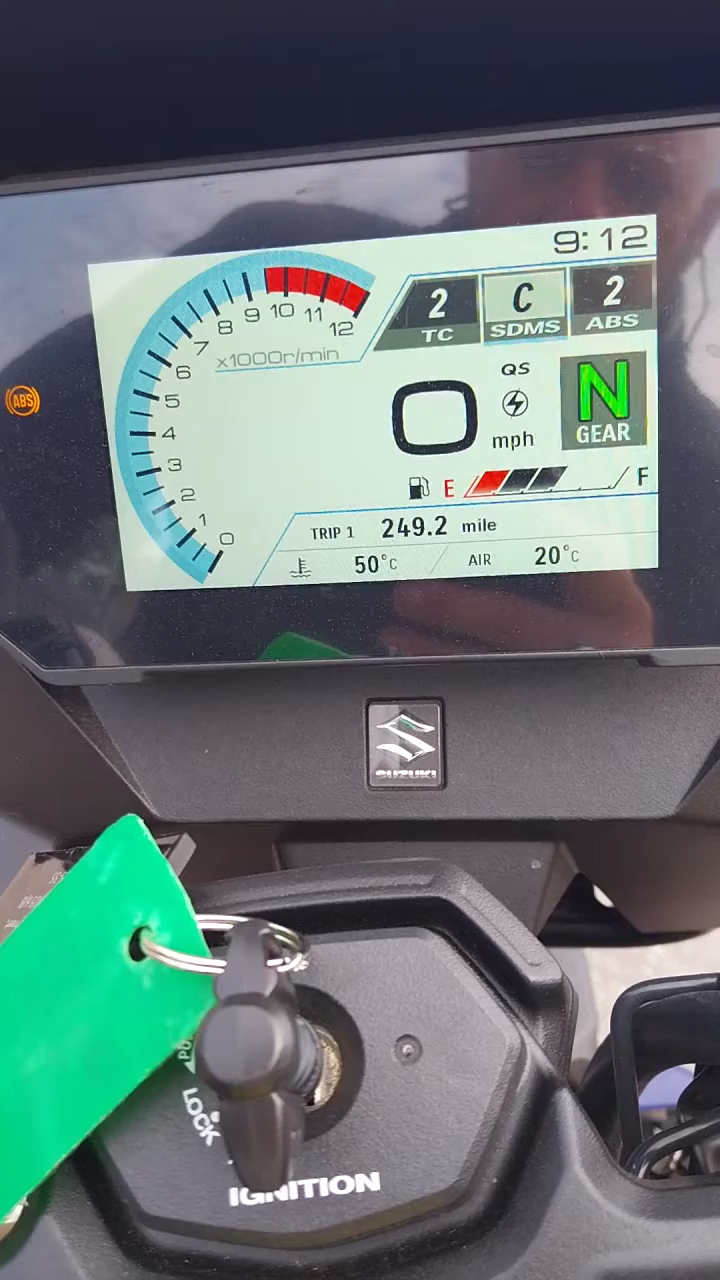 9:12
2 TC
C SDMS
2 ABS
0 1 2 3 4 5 6 7 8 9 10 11 12
x1000r/min
ABS
QS
0 mph
N
GEAR
E F
TRIP 1 249.2 mile
50°C AIR 20°C
SUZUKI
LOCK
IGNITION